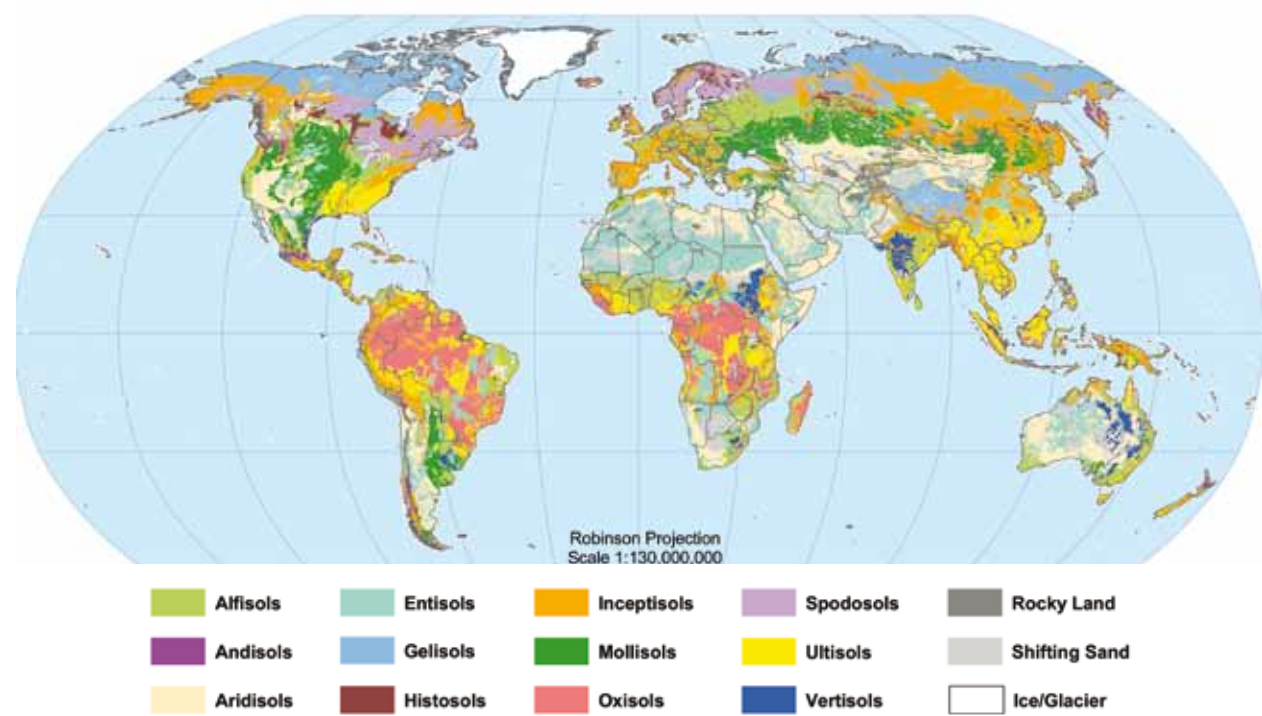 Robinson Projection
Scale 1:130,000,000
Alfisols Entisols Inceptisols Spodosols Rocky Land
Andisols Gelisols Mollisols Ultisols Shifting Sand
Aridisols Histosols Oxisols Vertisols Ice/Glacier